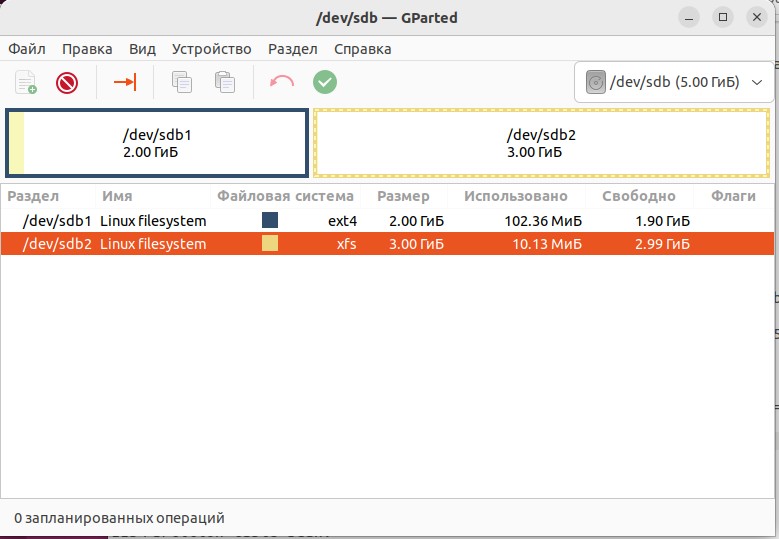 /dev/sdb — GParted
Файл Правка Вид Устройство Раздел Справка
/dev/sdb (5.00 ГиБ)
/dev/sdb1
2.00 ГиБ
/dev/sdb2
3.00 ГиБ
Раздел Имя Файловая система Размер Использовано Свободно Флаги
/dev/sdb1 Linux filesystem ext4 2.00 ГиБ 102.36 МиБ 1.90 ГиБ
/dev/sdb2 Linux filesystem xfs 3.00 ГиБ 10.13 МиБ 2.99 ГиБ
0 запланированных операций